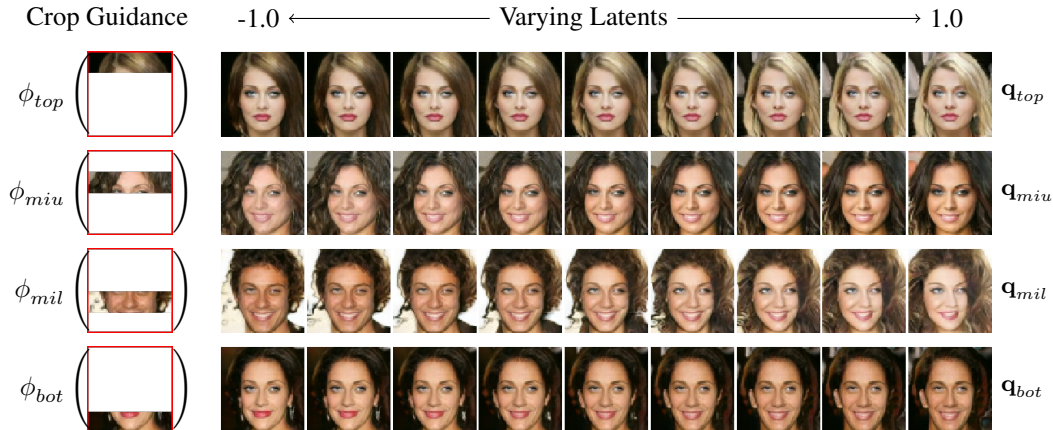 Crop Guidance -1.0 Varying Latents 1.0
ϕtop qtop
ϕmiu qmiu
ϕmil qmil
ϕbot qbot